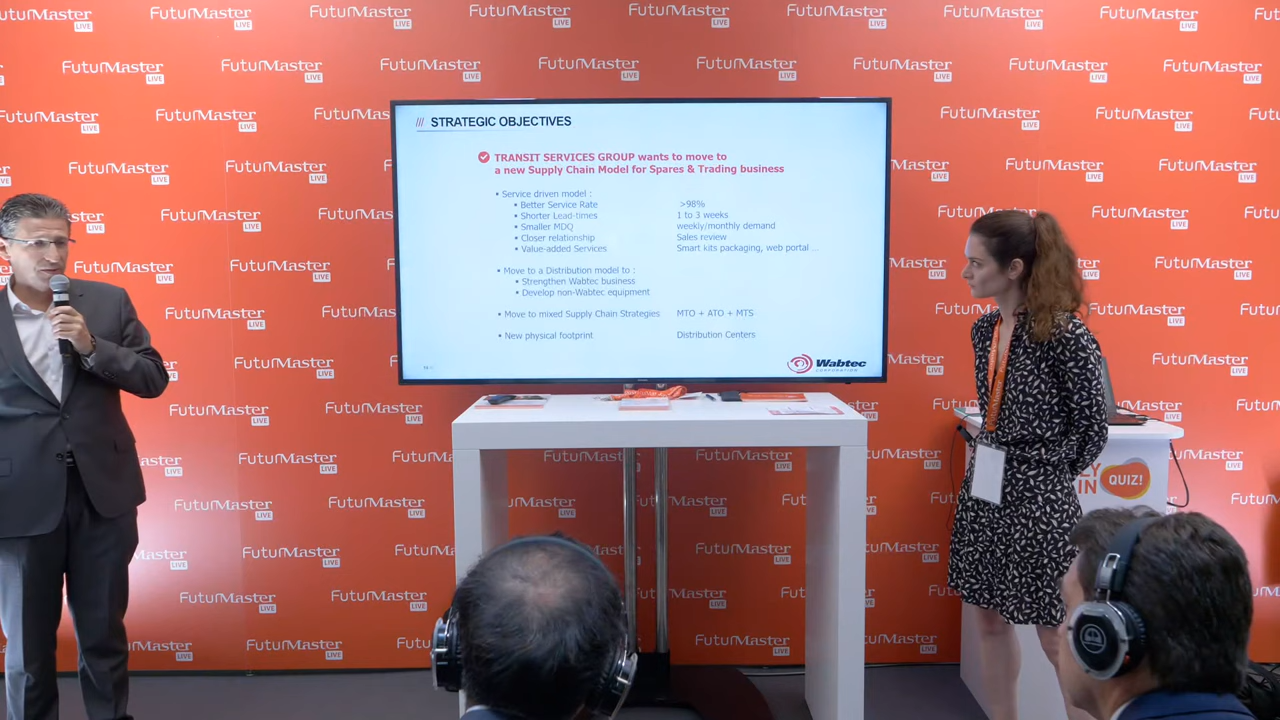 FuturMaster LIVE
/// STRATEGIC OBJECTIVES
TRANSIT SERVICES GROUP wants to move to
a new Supply Chain Model for Spares & Trading business
▪ Service driven model :
▪ Better Service Rate >98%
▪ Shorter Lead-times 1 to 3 weeks
▪ Smaller MDQ weekly/monthly demand
▪ Closer relationship Sales review
▪ Value-added Services Smart kits packaging, web portal ...
▪ Move to a Distribution model to :
▪ Strengthen Wabtec business
▪ Develop non-Wabtec equipment
▪ Move to mixed Supply Chain Strategies MTO + ATO + MTS
▪ New physical footprint Distribution Centers
Wabtec
CORPORATION
QUIZ!